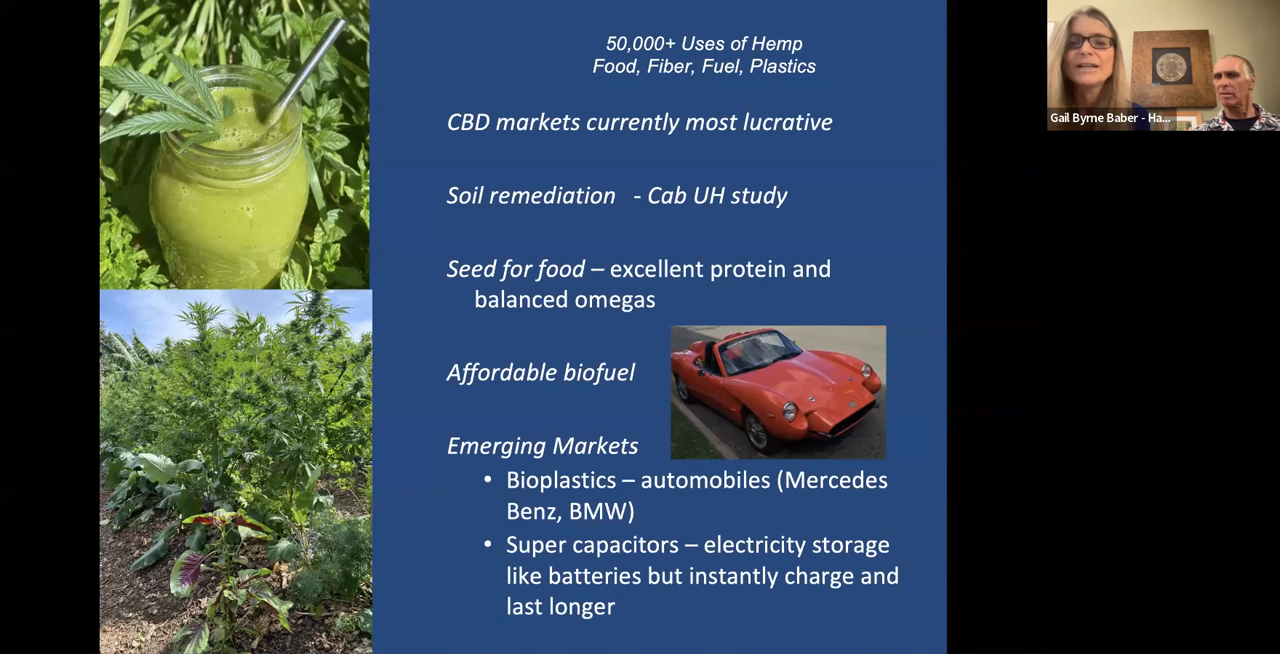 50,000+ Uses of Hemp
Food, Fiber, Fuel, Plastics
CBD markets currently most lucrative
Soil remediation - Cab UH study
Seed for food – excellent protein and
balanced omegas
Affordable biofuel
Emerging Markets
• Bioplastics – automobiles (Mercedes
Benz, BMW)
• Super capacitors – electricity storage
like batteries but instantly charge and
last longer
Gail Byrne Baber - Ha...